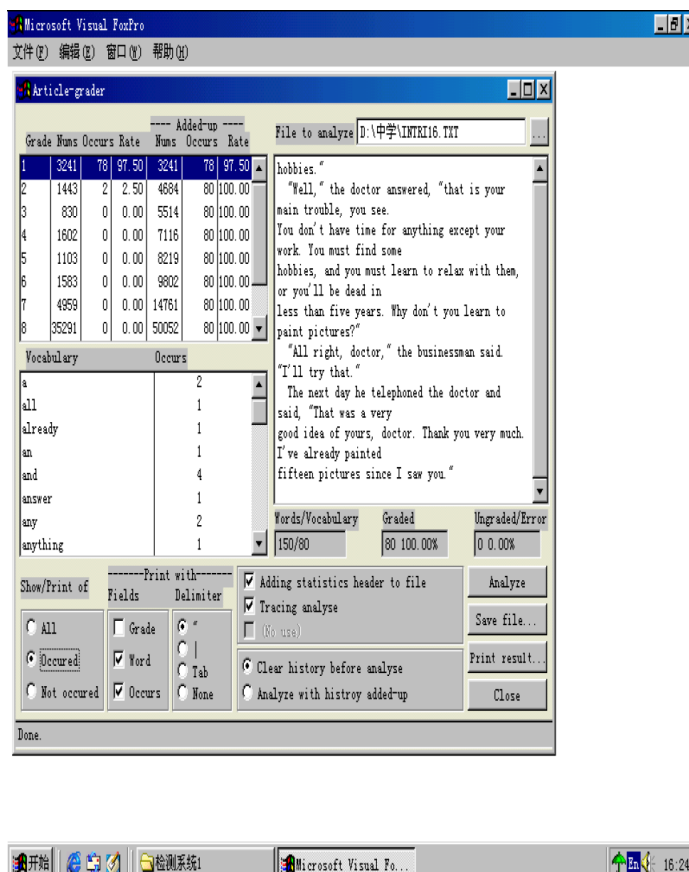 Microsoft Visual FoxPro
文件(F) 编辑(E) 窗口(W) 帮助(H)
Article-grader
---- Added-up ----
Grade Nums Occurs Rate Nums Occurs Rate
1 3241 78 97.50 3241 78 97.50
2 1443 2 2.50 4684 80 100.00
3 830 0 0.00 5514 80 100.00
4 1602 0 0.00 7116 80 100.00
5 1103 0 0.00 8219 80 100.00
6 1583 0 0.00 9802 80 100.00
7 4959 0 0.00 14761 80 100.00
8 35291 0 0.00 50052 80 100.00
Vocabulary Occurs
a 2
all 1
already 1
an 1
and 4
answer 1
any 2
anything 1
File to analyze D:\中学\INTRI16.TXT ...
hobbies."
"Well," the doctor answered, "that is your
main trouble, you see.
You don't have time for anything except your
work. You must find some
hobbies, and you must learn to relax with them,
or you'll be dead in
less than five years. Why don't you learn to
paint pictures?"
"All right, doctor," the businessman said.
"I'll try that."
The next day he telephoned the doctor and
said, "That was a very
good idea of yours, doctor. Thank you very much.
I've already painted
fifteen pictures since I saw you."
Words/Vocabulary Graded Ungraded/Error
150/80 80 100.00% 0 0.00%
Show/Print of
All
Occured
Not occured
-------Print with-------
Fields Delimiter
Grade "
Word |
Occurs Tab
None
Adding statistics header to file
Tracing analyse
(No use)
Clear history before analyse
Analyze with histroy added-up
Analyze
Save file...
Print result...
Close
Done.
开始 检测系统1 Microsoft Visual Fo... En 16:24